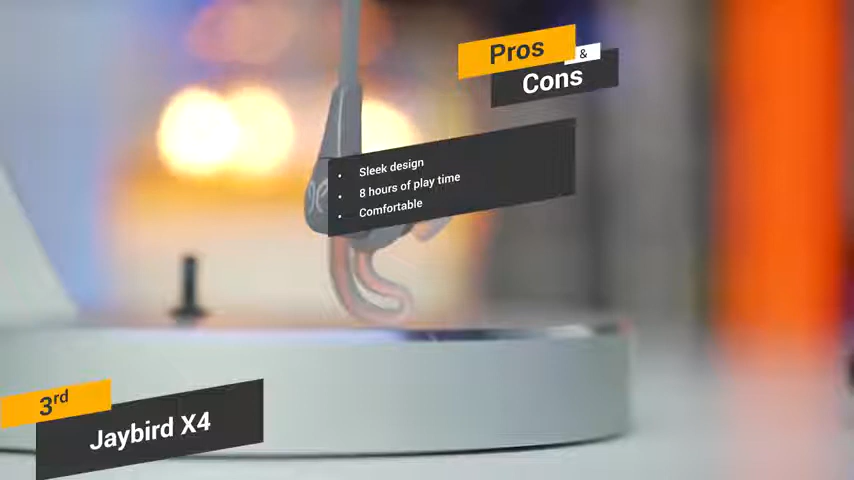 Pros
&
Cons
• Sleek design
• 8 hours of play time
• Comfortable
3rd
Jaybird X4